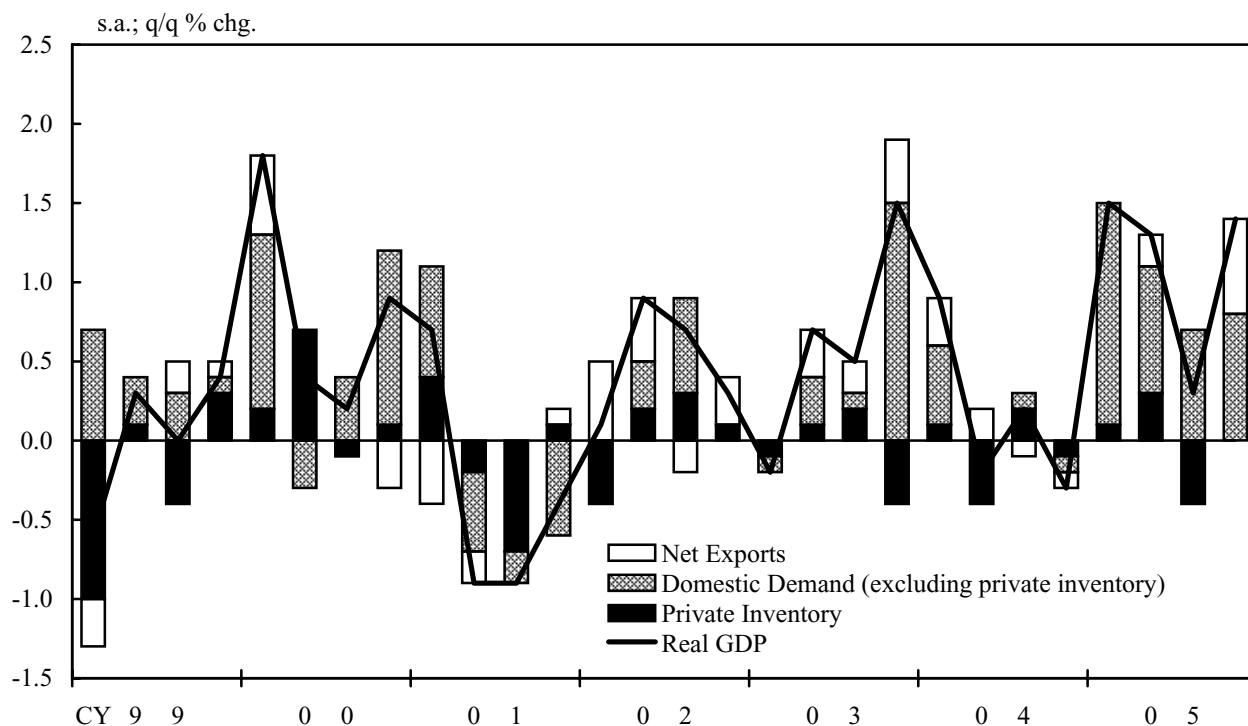 s.a.; q/q % chg.
2.5
2.0
1.5
1.0
0.5
0.0
-0.5
-1.0
-1.5
Net Exports
Domestic Demand (excluding private inventory)
Private Inventory
Real GDP
CY 9 9 0 0 0 1 0 2 0 3 0 4 0 5